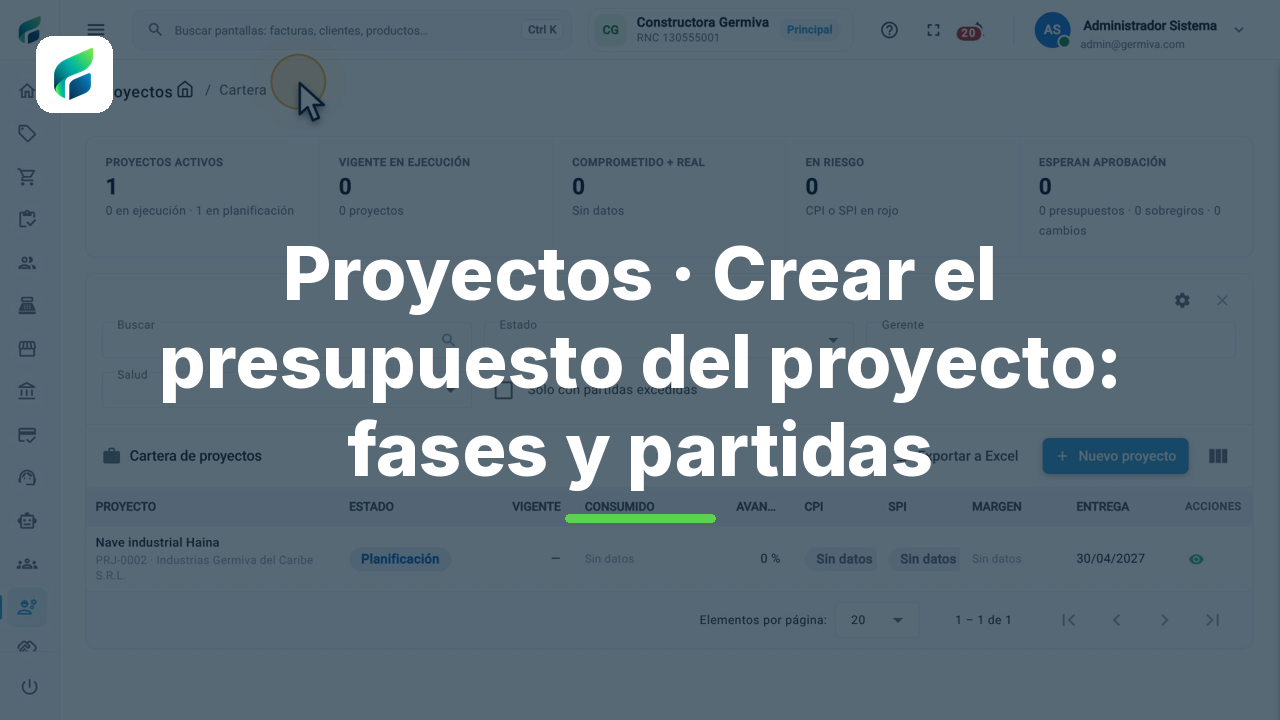 Buscar pantallas: facturas, clientes, productos...
Ctrl K
CG
Constructora Germiva
RNC 130555001
Principal
20
AS
Administrador Sistema
admin@germiva.com
oyectos
/ Cartera
PROYECTOS ACTIVOS
1
0 en ejecución · 1 en planificación
VIGENTE EN EJECUCIÓN
0
0 proyectos
COMPROMETIDO + REAL
0
Sin datos
EN RIESGO
0
CPI o SPI en rojo
ESPERAN APROBACIÓN
0
0 presupuestos · 0 sobregiros · 0
cambios
Proyectos · Crear el
presupuesto del proyecto:
fases y partidas
Buscar
Estado
Gerente
Salud
Solo con partidas excedidas
Cartera de proyectos
Exportar a Excel
+ Nuevo proyecto
PROYECTO
ESTADO
VIGENTE
CONSUMIDO
AVAN...
CPI
SPI
MARGEN
ENTREGA
ACCIONES
Nave industrial Haina
PRJ-0002 · Industrias Germiva del Caribe
S.R.L.
Planificación
—
Sin datos
0 %
Sin datos
Sin datos
Sin datos
30/04/2027
Elementos por página:
20
1 – 1 de 1